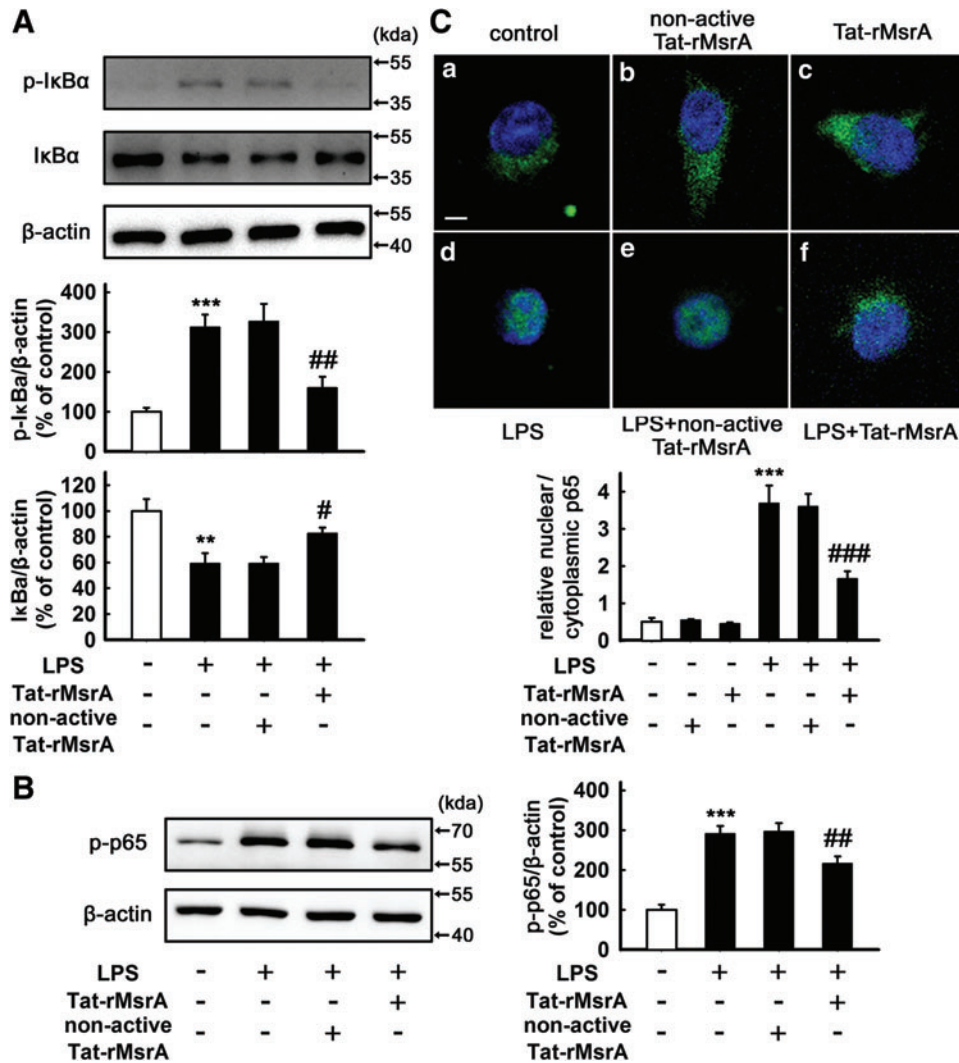 A
(kda)
p-IκBα
←55
←35
IκBα
←55
←35
β-actin
←55
←40
p-IκBa/β-actin
(% of control)
400
300
200
100
0
***
##
IκBa/β-actin
(% of control)
120
100
80
60
40
20
0
**
#
LPS - + + +
Tat-rMsrA - - - +
non-active
Tat-rMsrA - - + -
C
control
non-active
Tat-rMsrA
Tat-rMsrA
a
b
c
d
e
f
LPS
LPS+non-active
Tat-rMsrA
LPS+Tat-rMsrA
relative nuclear/
cytoplasmic p65
4
3
2
1
0
***
###
LPS - - - + + +
Tat-rMsrA - - + - - +
non-active
Tat-rMsrA - + - - + -
B
(kda)
p-p65
←70
←55
β-actin
←55
←40
LPS - + + +
Tat-rMsrA - - - +
non-active
Tat-rMsrA - - + -
p-p65/β-actin
(% of control)
400
300
200
100
0
***
##
LPS - + + +
Tat-rMsrA - - - +
non-active
Tat-rMsrA - - + -